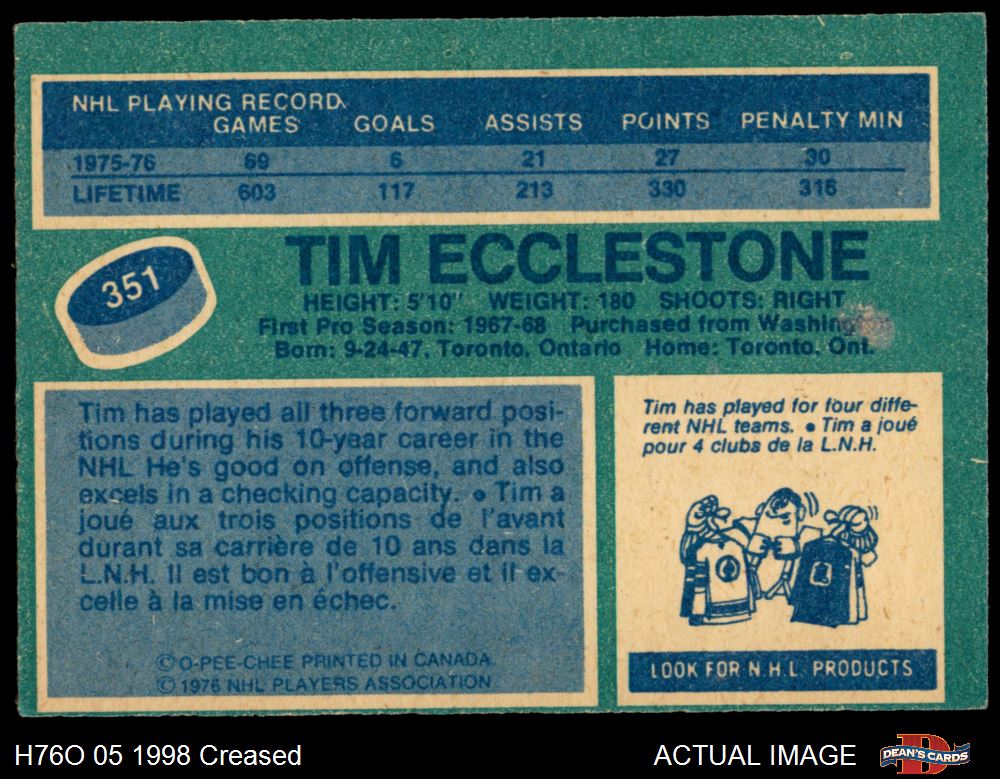 NHL PLAYING RECORD
GAMES GOALS ASSISTS POINTS PENALTY MIN
1975-76 69 6 21 27 30
LIFETIME 603 117 213 330 316
351
TIM ECCLESTONE
HEIGHT: 5'10" WEIGHT: 180 SHOOTS: RIGHT
First Pro Season: 1967-68 Purchased from
Born: 9-24-47, Toronto, Ontario Home: Toronto, Ont.
Tim has played all three forward posi-
tions during his 10-year career in the
NHL He's good on offense, and also
excels in a checking capacity. • Tim a
joué aux trois positions de l'avant
durant sa carrière de 10 ans dans la
L.N.H. Il est bon à l'offensive et il ex-
celle à la mise en échec.
© O-PEE-CHEE PRINTED IN CANADA.
© 1976 NHL PLAYERS ASSOCIATION
Tim has played for four diffe-
rent NHL teams. • Tim a joué
pour 4 clubs de la L.N.H.
LOOK FOR N.H.L. PRODUCTS
H76O 05 1998 Creased
ACTUAL IMAGE
DEAN'S CARDS